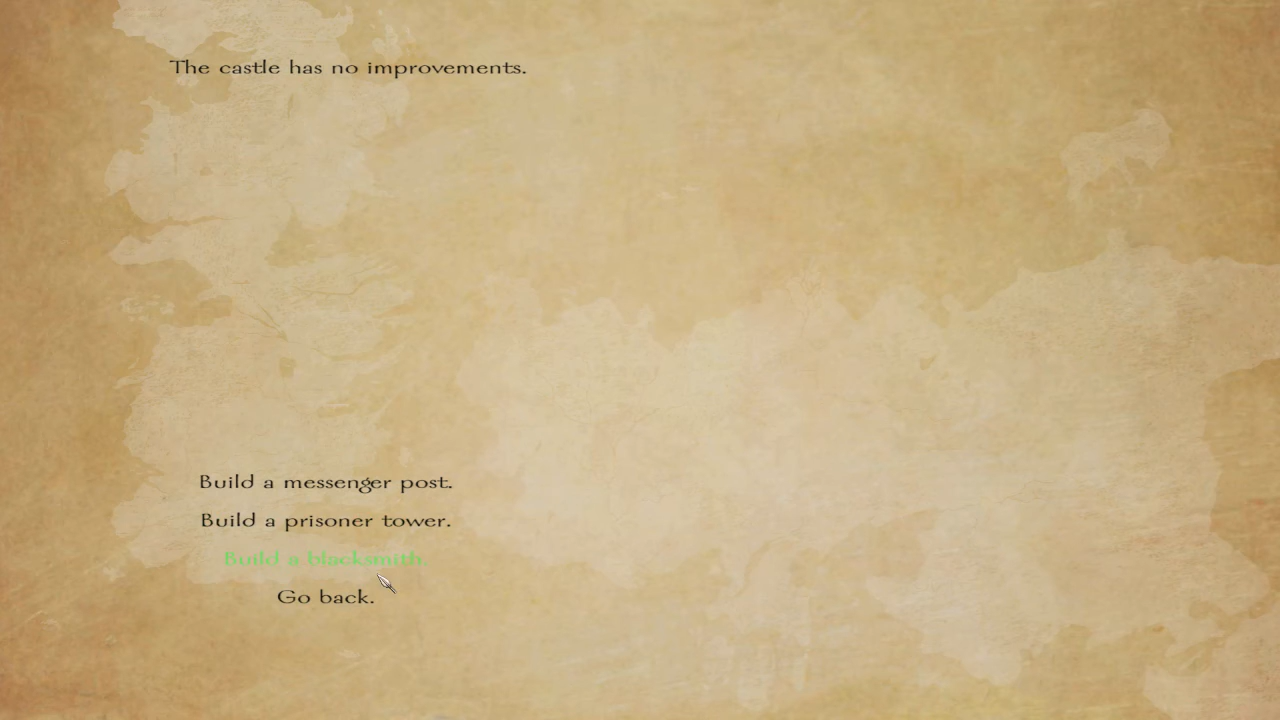 The castle has no improvements.
Build a messenger post.
Build a prisoner tower.
Build a blacksmith.
Go back.